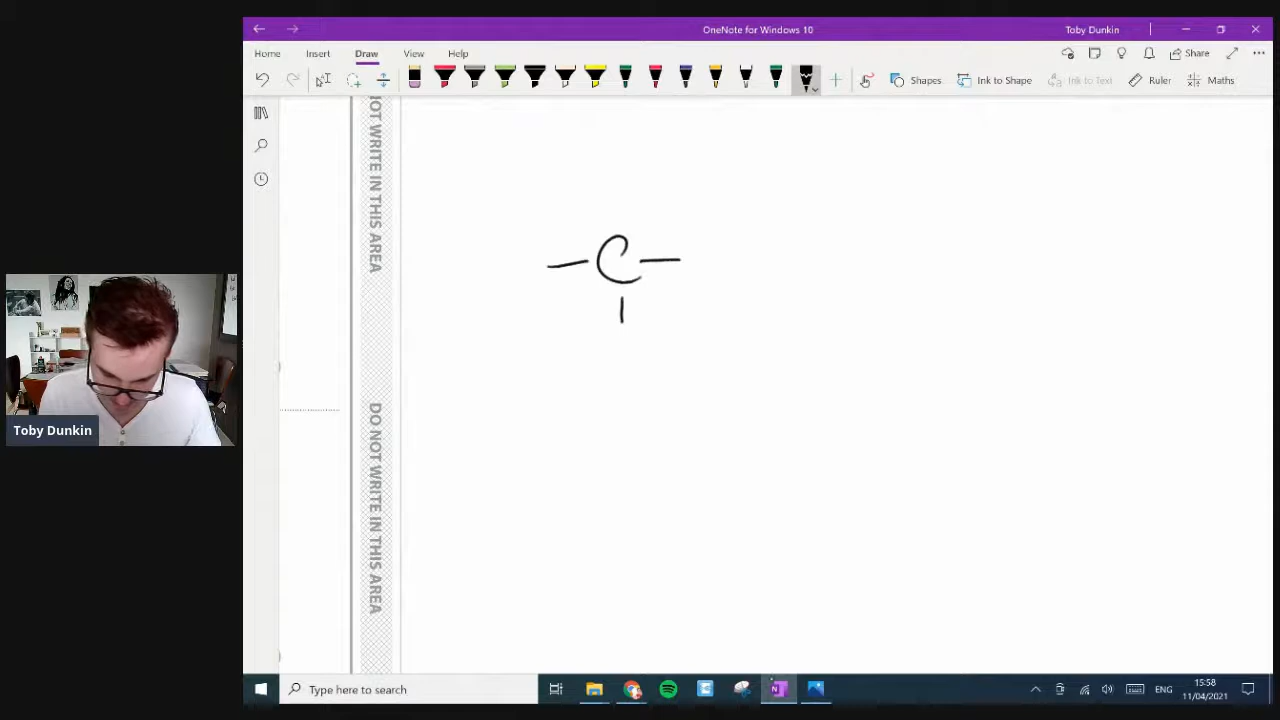 OneNote for Windows 10
Toby Dunkin
Home Insert Draw View Help
Share
Shapes Ink to Shape Ink to Text Ruler Maths
NOT WRITE IN THIS AREA
C
Toby Dunkin
DO NOT WRITE IN THIS AREA
Type here to search
ENG
15:58
11/04/2021